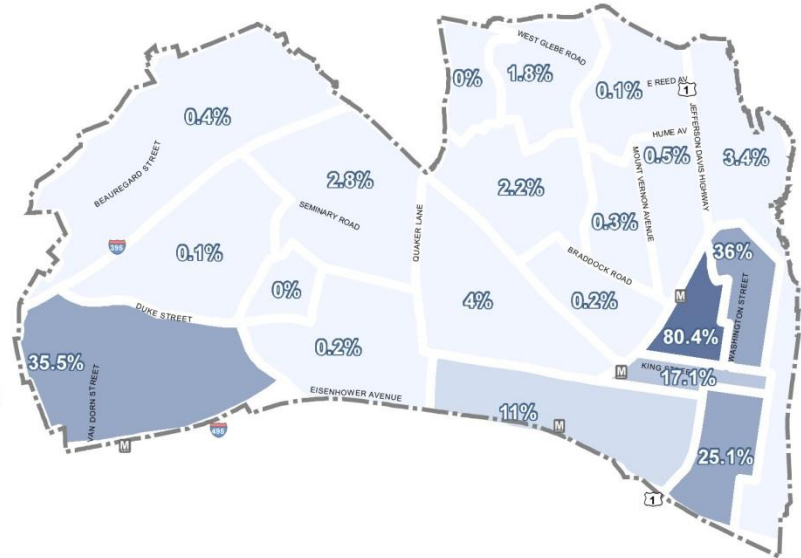 WEST GLEBE ROAD
0%
1.8%
0.1%
E REED AV
1
0.4%
HUME AV
JEFFERSON DAVIS HIGHWAY
0.5%
3.4%
BEAUREGARD STREET
2.8%
2.2%
MOUNT VERNON AVENUE
SEMINARY ROAD
0.3%
QUAKER LANE
395
0.1%
BRADDOCK ROAD
36%
0%
4%
0.2%
M
WASHINGTON STREET
DUKE STREET
80.4%
35.5%
0.2%
M
KING STREET
17.1%
VAN DORN STREET
EISENHOWER AVENUE
11%
M
495
M
25.1%
1